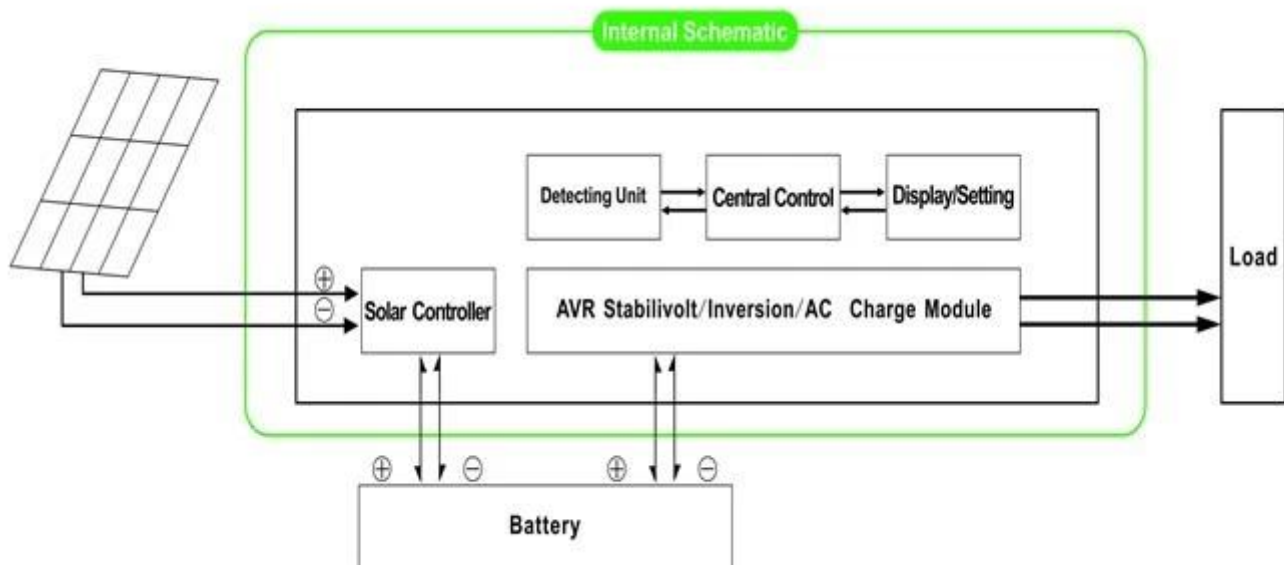 Internal Schematic
Detecting Unit
Central Control
Display/Setting
Load
⊕
⊖
Solar Controller
AVR Stabilivolt/Inversion/AC Charge Module
⊕ ⊖ ⊕ ⊖
Battery